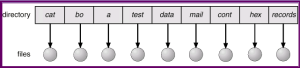 directory cat bo a test data mail cont hex records
files